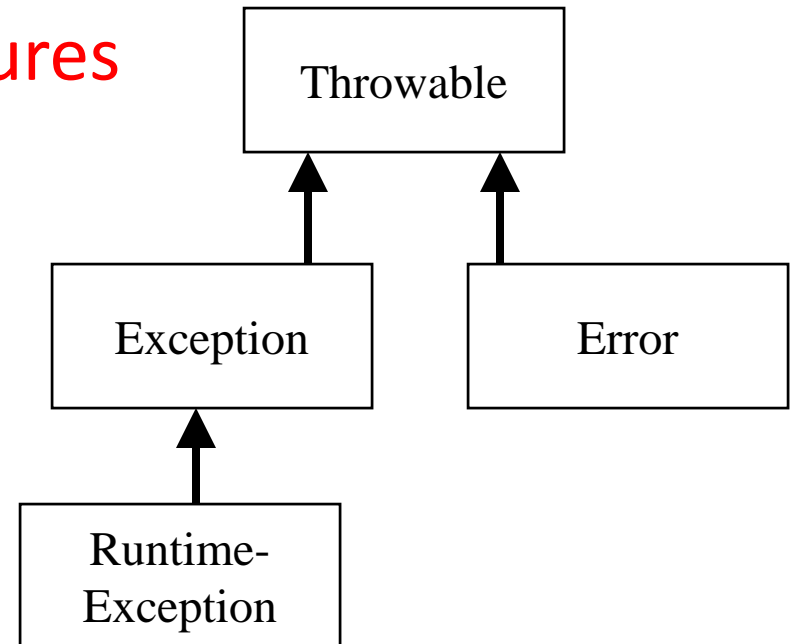 ures
Throwable
Exception
Error
Runtime-
Exception